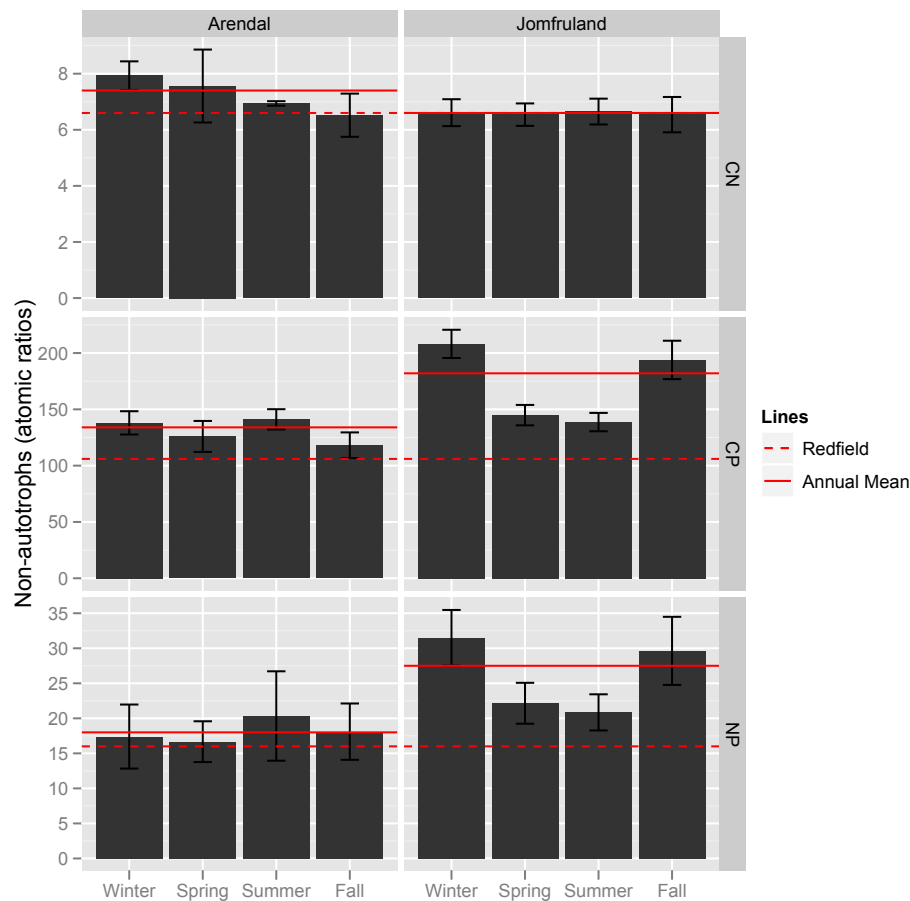 Arendal
Jomfruland
Non-autotrophs (atomic ratios)
8
6
4
2
0
CN
200
150
100
50
0
CP
35
30
25
20
15
10
5
0
NP
Winter Spring Summer Fall
Winter Spring Summer Fall
Lines
Redfield
Annual Mean